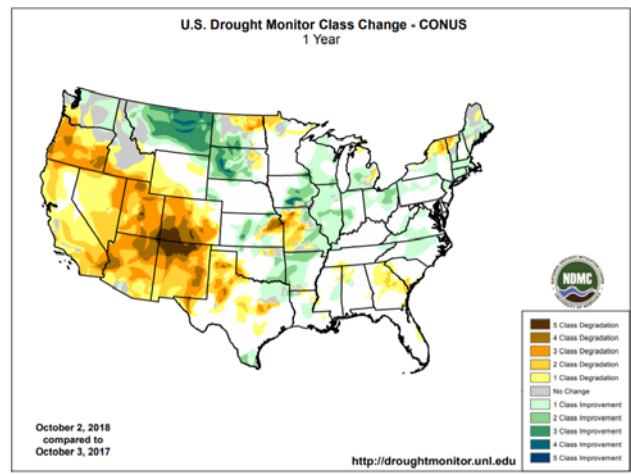 U.S. Drought Monitor Class Change - CONUS
1 Year
NDMC
5 Class Degradation
4 Class Degradation
3 Class Degradation
2 Class Degradation
1 Class Degradation
No Change
1 Class Improvement
2 Class Improvement
3 Class Improvement
4 Class Improvement
5 Class Improvement
October 2, 2018
compared to
October 3, 2017
http://droughtmonitor.unl.edu